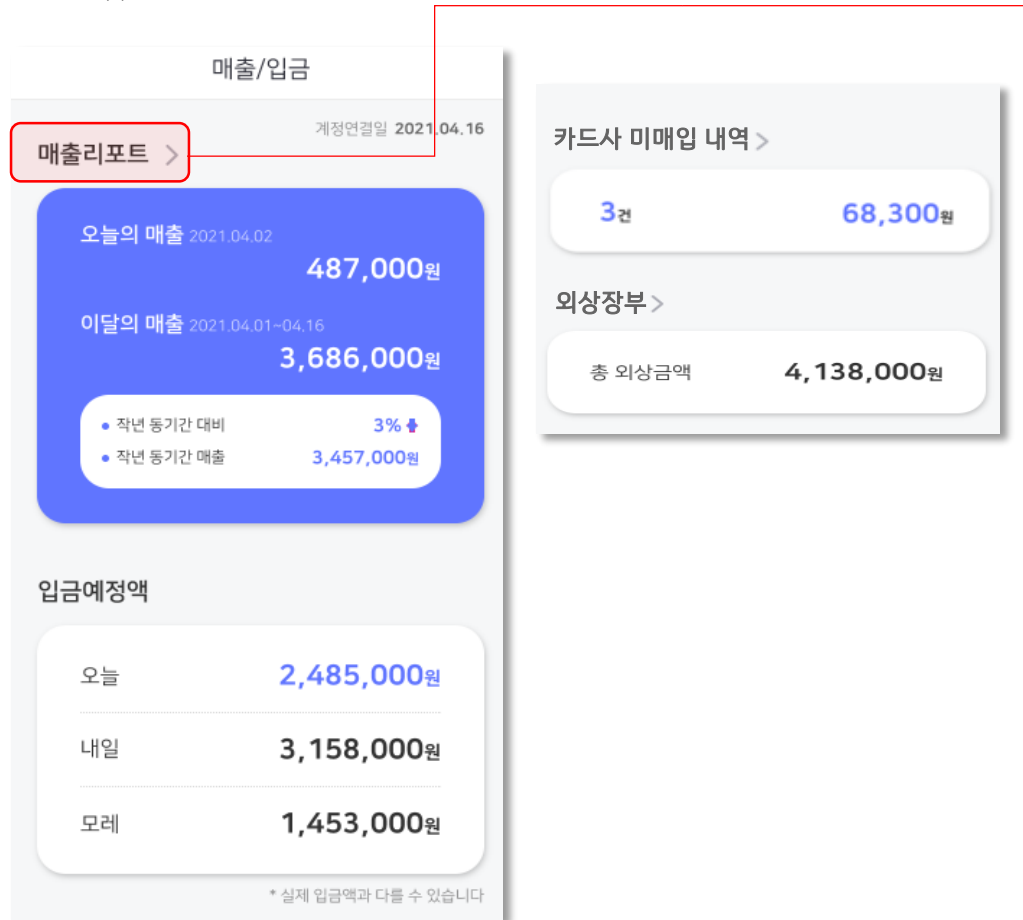 매출/입금
계정연결일 2021.04.16
매출리포트 >
오늘의 매출 2021.04.02
487,000원
이달의 매출 2021.04.01~04.16
3,686,000원
• 작년 동기간 대비 3%
• 작년 동기간 매출 3,457,000원
입금예정액
오늘 2,485,000원
내일 3,158,000원
모레 1,453,000원
* 실제 입금액과 다를 수 있습니다
카드사 미매입 내역 >
3건 68,300원
외상장부 >
총 외상금액 4,138,000원